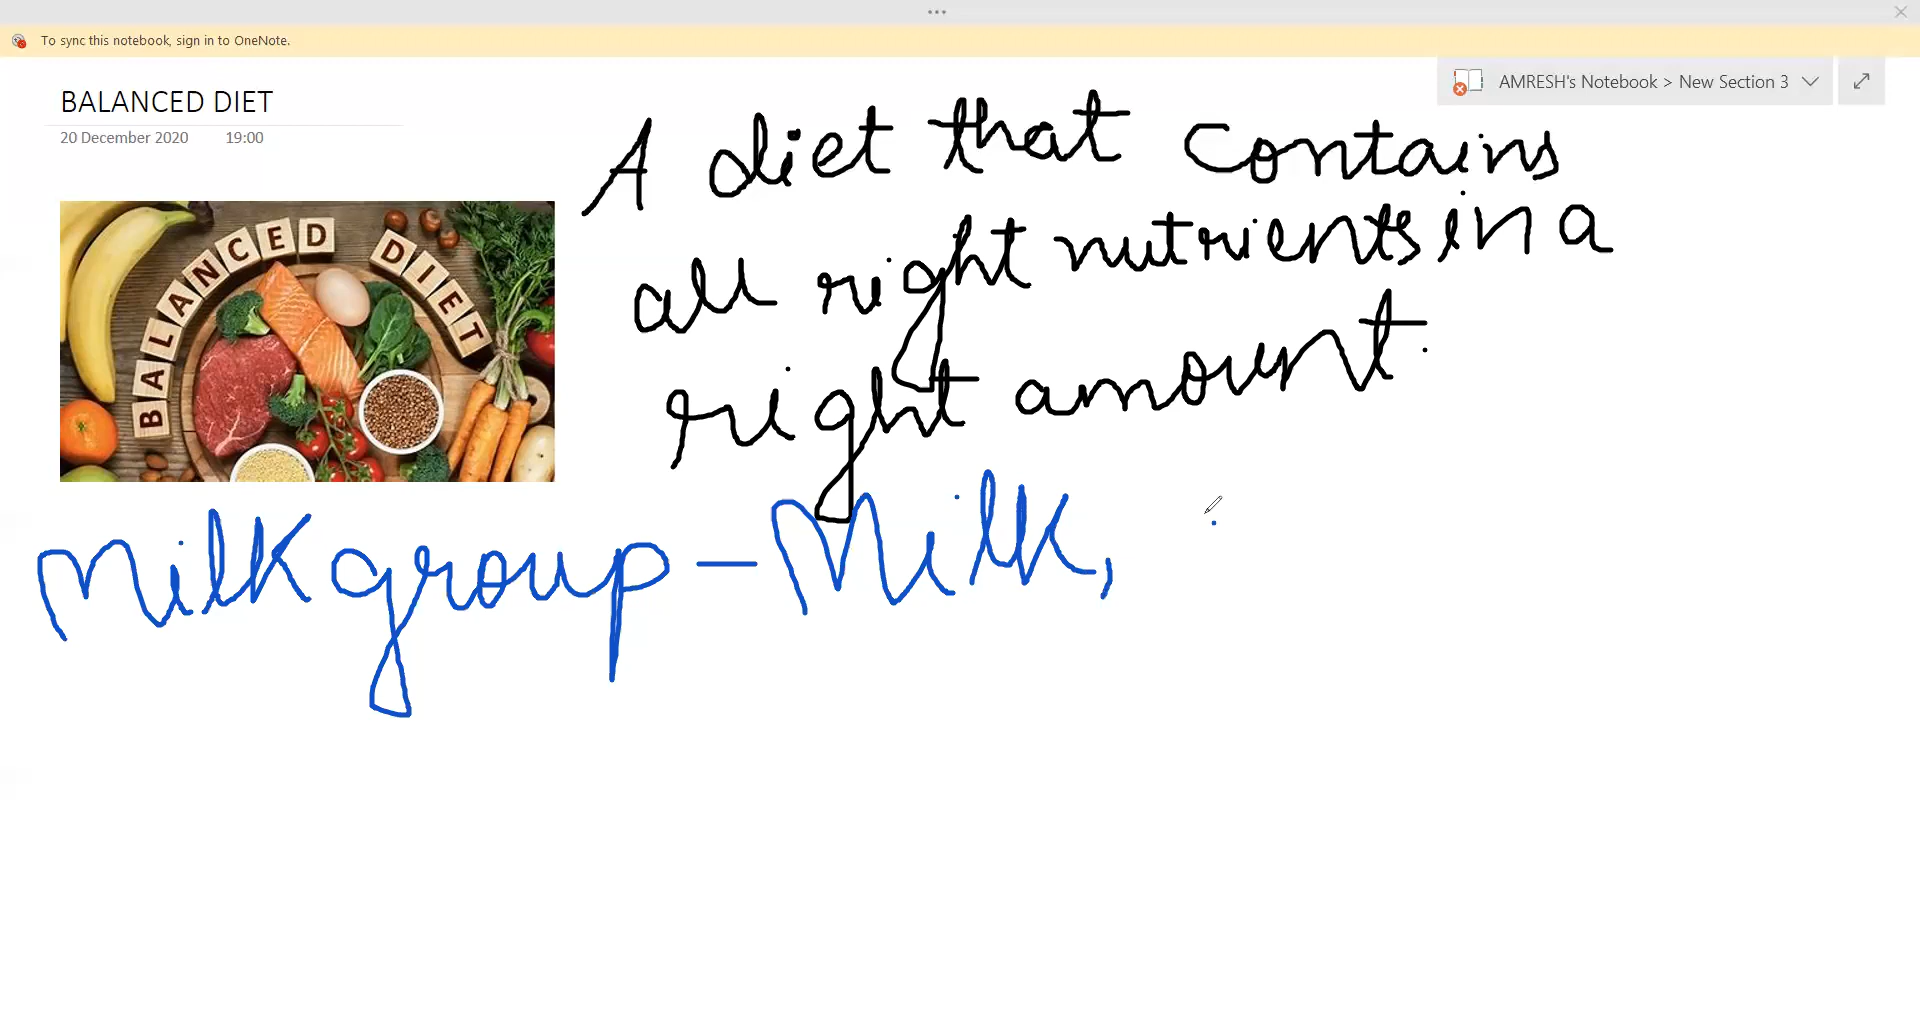 To sync this notebook, sign in to OneNote.
AMRESH's Notebook > New Section 3
BALANCED DIET
20 December 2020 19:00
BALANCED DIET
A diet that contains
all right nutrients in a
right amount.
Milk group - Milk,